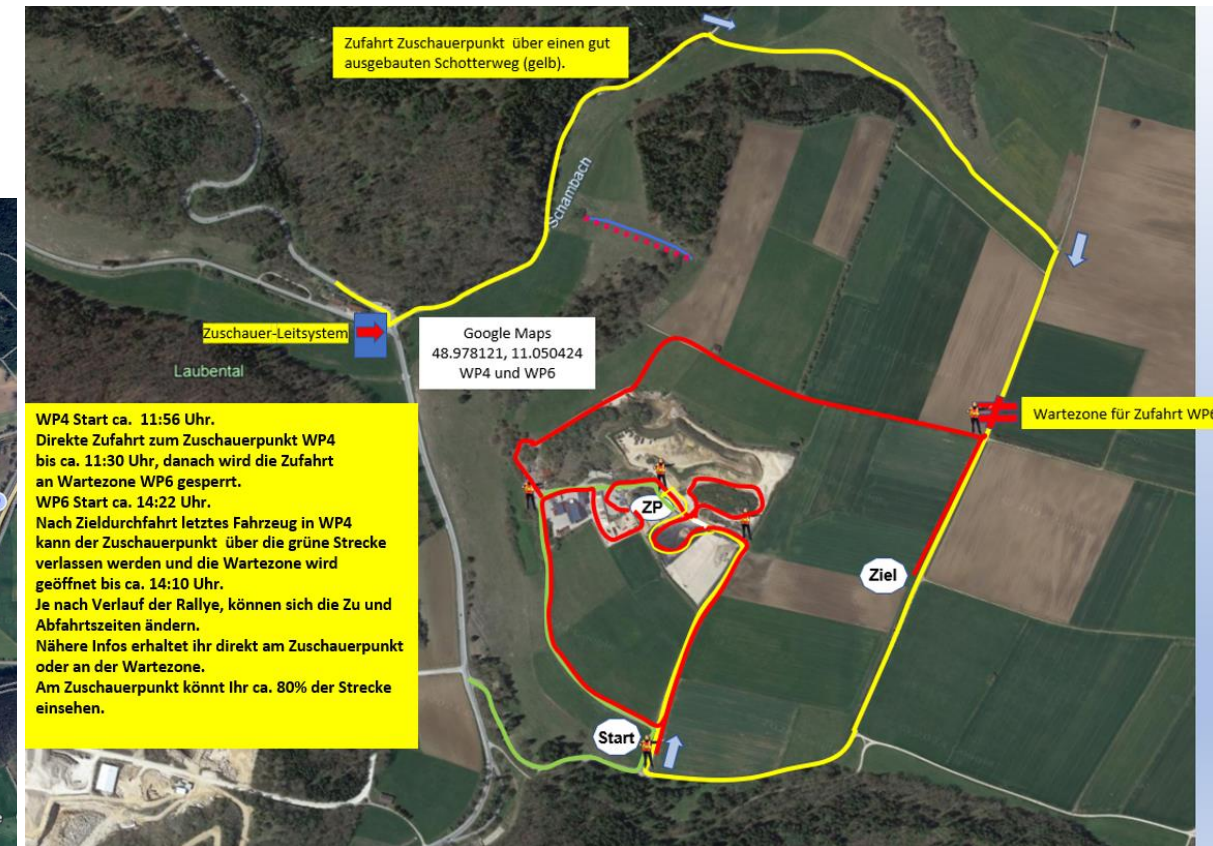 Zufahrt Zuschauerpunkt über einen gut
ausgebauten Schotterweg (gelb).
Schambach
Zuschauer-Leitsystem
Google Maps
48.978121, 11.050424
WP4 und WP6
Laubental
WP4 Start ca. 11:56 Uhr.
Direkte Zufahrt zum Zuschauerpunkt WP4
bis ca. 11:30 Uhr, danach wird die Zufahrt
an Wartezone WP6 gesperrt.
WP6 Start ca. 14:22 Uhr.
Nach Zieldurchfahrt letztes Fahrzeug in WP4
kann der Zuschauerpunkt über die grüne Strecke
verlassen werden und die Wartezone wird
geöffnet bis ca. 14:10 Uhr.
Je nach Verlauf der Rallye, können sich die Zu und
Abfahrtszeiten ändern.
Nähere Infos erhaltet ihr direkt am Zuschauerpunkt
oder an der Wartezone.
Am Zuschauerpunkt könnt Ihr ca. 80% der Strecke
einsehen.
Wartezone für Zufahrt WP6
ZP
Ziel
Start